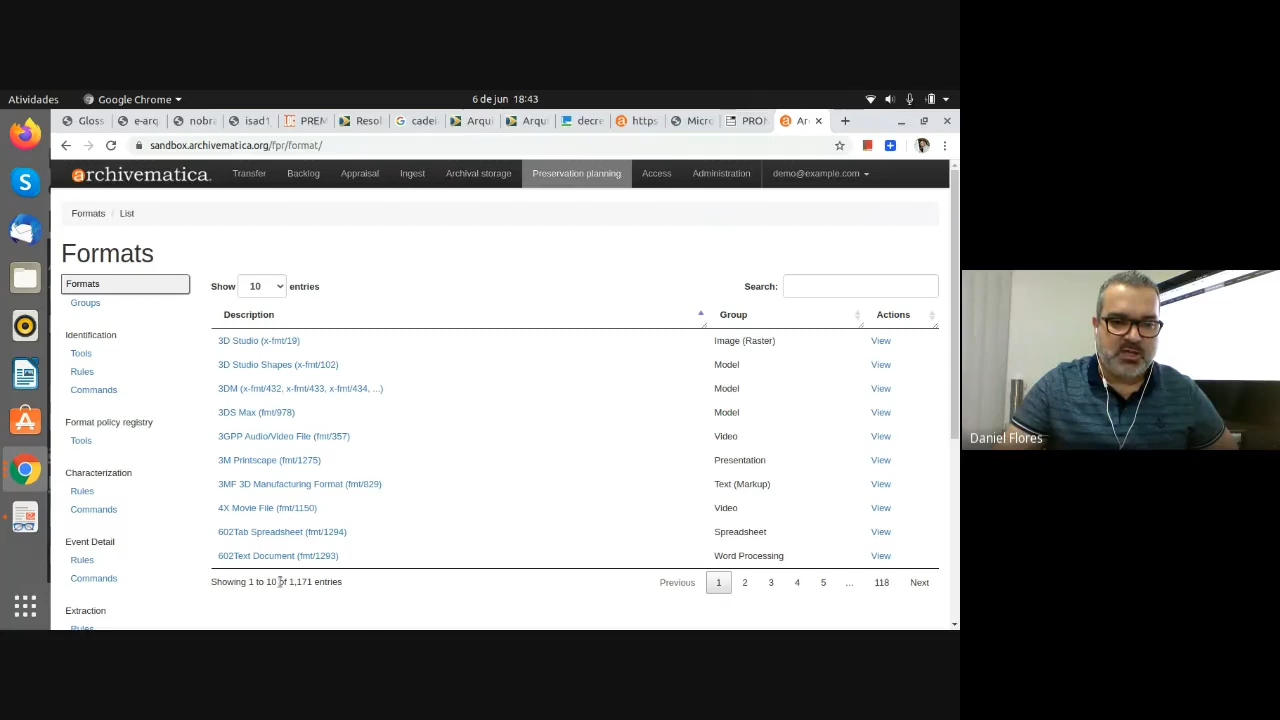 Atividades Google Chrome 6 de jun 18:43
Gloss e-arq nobra isad1 PREM Resol cadei Arqui Arqui decre https Micro PRON Arc
sandbox.archivematica.org/fpr/format/
archivematica. Transfer Backlog Appraisal Ingest Archival storage Preservation planning Access Administration demo@example.com
Formats / List
Formats
Formats
Groups
Identification
Tools
Rules
Commands
Format policy registry
Tools
Characterization
Rules
Commands
Event Detail
Rules
Commands
Extraction
Rules
Show 10 entries Search:
Description Group Actions
3D Studio (x-fmt/19) Image (Raster) View
3D Studio Shapes (x-fmt/102) Model View
3DM (x-fmt/432, x-fmt/433, x-fmt/434, ...) Model View
3DS Max (fmt/978) Model View
3GPP Audio/Video File (fmt/357) Video View
3M Printscape (fmt/1275) Presentation View
3MF 3D Manufacturing Format (fmt/829) Text (Markup) View
4X Movie File (fmt/1150) Video View
602Tab Spreadsheet (fmt/1294) Spreadsheet View
602Text Document (fmt/1293) Word Processing View
Showing 1 to 10 of 1,171 entries Previous 1 2 3 4 5 ... 118 Next
Daniel Flores